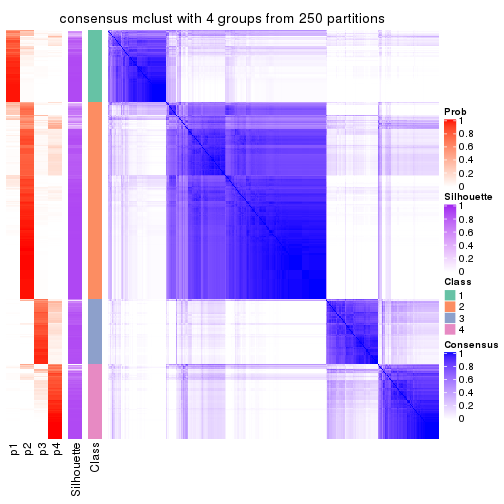 consensus mclust with 4 groups from 250 partitions
Prob
1
0.8
0.6
0.4
0.2
0
Silhouette
1
0.8
0.6
0.4
0.2
0
Class
1
2
3
4
Consensus
1
0.8
0.6
0.4
0.2
0
p1
p2
p3
p4
Silhouette
Class